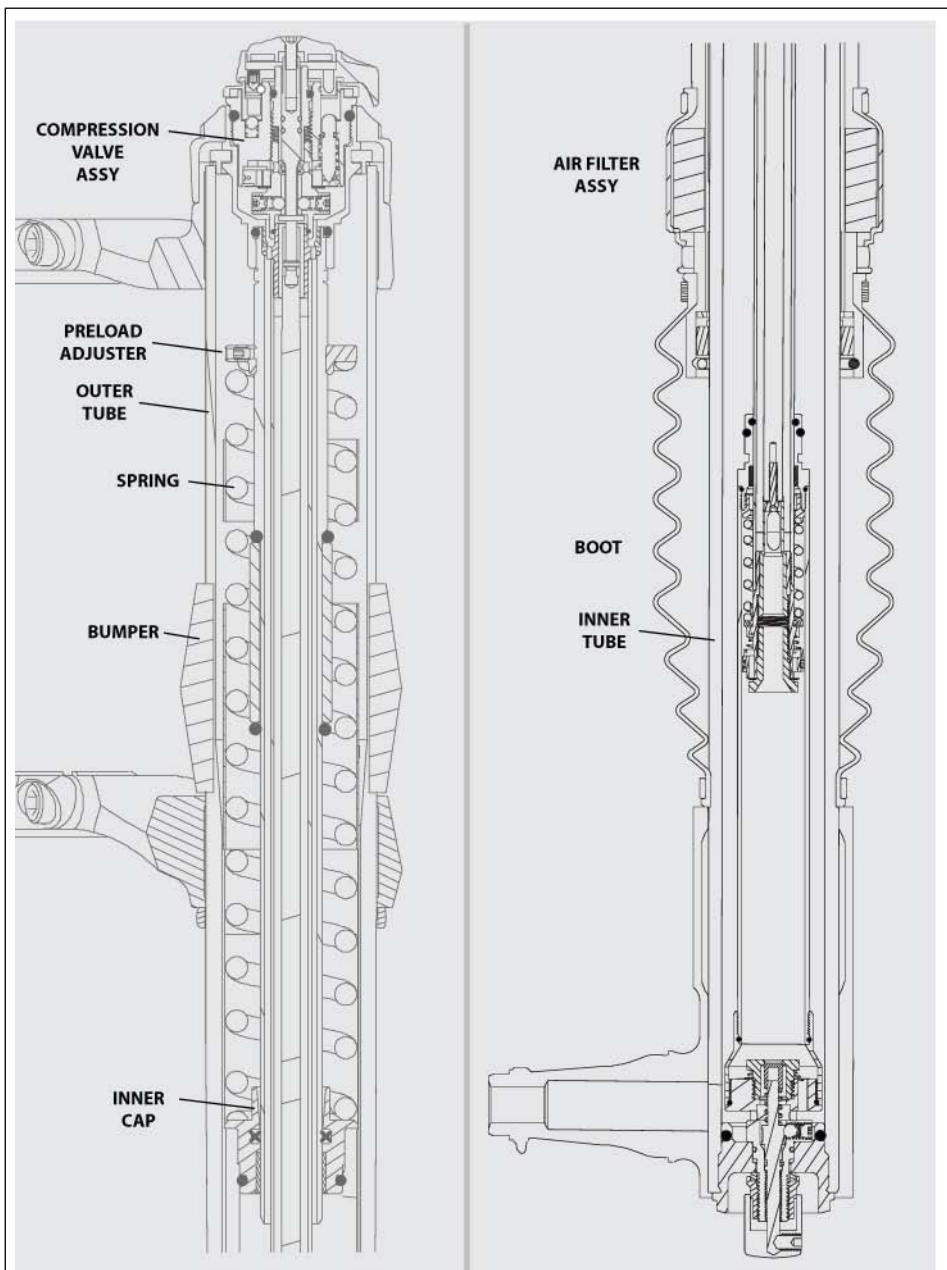 COMPRESSION
VALVE
ASSY
PRELOAD
ADJUSTER
OUTER
TUBE
SPRING
BUMPER
INNER
CAP
AIR FILTER
ASSY
BOOT
INNER
TUBE